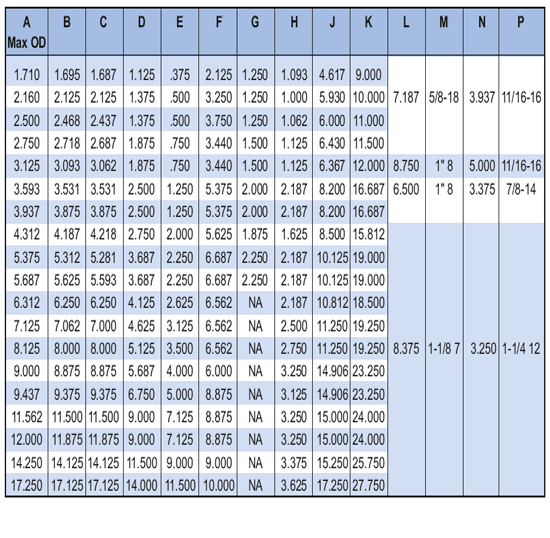 A B C D E F G H J K L M N P
Max OD
1.710 1.695 1.687 1.125 .375 2.125 1.250 1.093 4.617 9.000
2.160 2.125 2.125 1.375 .500 3.250 1.250 1.000 5.930 10.000 7.187 5/8-18 3.937 11/16-16
2.500 2.468 2.437 1.375 .500 3.750 1.250 1.062 6.000 11.000
2.750 2.718 2.687 1.875 .750 3.440 1.500 1.125 6.430 11.500
3.125 3.093 3.062 1.875 .750 3.440 1.500 1.125 6.367 12.000 8.750 1" 8 5.000 11/16-16
3.593 3.531 3.531 2.500 1.250 5.375 2.000 2.187 8.200 16.687 6.500 1" 8 3.375 7/8-14
3.937 3.875 3.875 2.500 1.250 5.375 2.000 2.187 8.200 16.687
4.312 4.187 4.218 2.750 2.000 5.625 1.875 1.625 8.500 15.812
5.375 5.312 5.281 3.687 2.250 6.687 2.250 2.187 10.125 19.000
5.687 5.625 5.593 3.687 2.250 6.687 2.250 2.187 10.125 19.000
6.312 6.250 6.250 4.125 2.625 6.562 NA 2.187 10.812 18.500
7.125 7.062 7.000 4.625 3.125 6.562 NA 2.500 11.250 19.250
8.125 8.000 8.000 5.125 3.500 6.562 NA 2.750 11.250 19.250 8.375 1-1/8 7 3.250 1-1/4 12
9.000 8.875 8.875 5.687 4.000 6.000 NA 3.250 14.906 23.250
9.437 9.375 9.375 6.750 5.000 8.875 NA 3.125 14.906 23.250
11.562 11.500 11.500 9.000 7.125 8.875 NA 3.250 15.000 24.000
12.000 11.875 11.875 9.000 7.125 8.875 NA 3.250 15.000 24.000
14.250 14.125 14.125 11.500 9.000 9.000 NA 3.375 15.250 25.750
17.250 17.125 17.125 14.000 11.500 10.000 NA 3.625 17.250 27.750